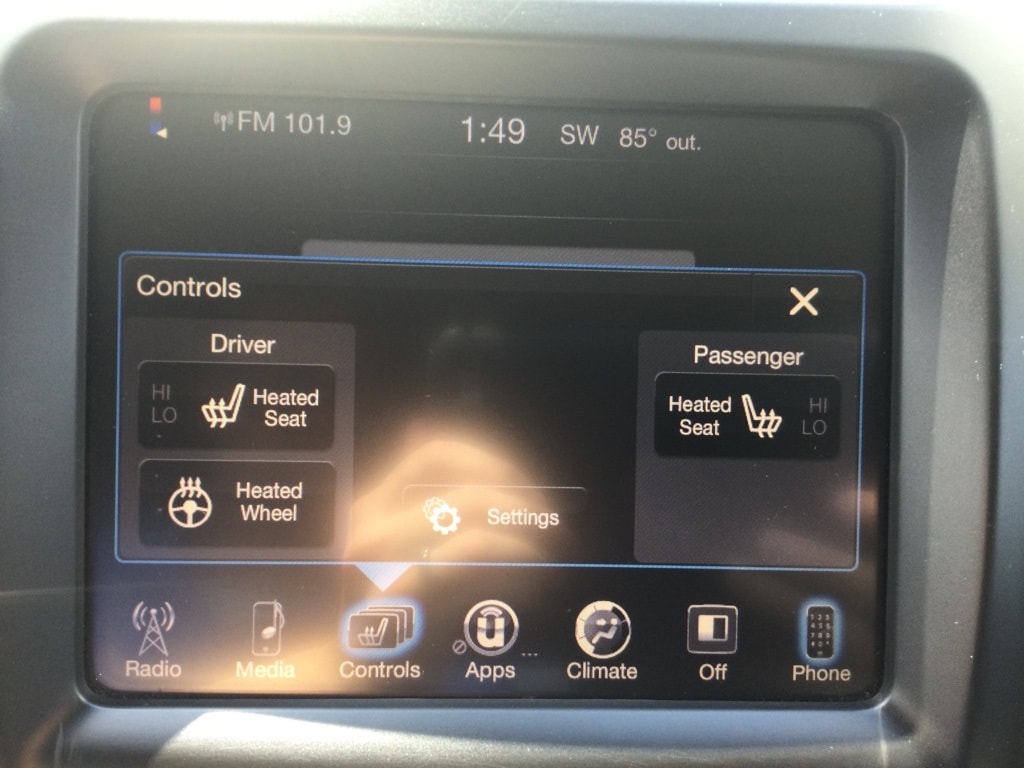 FM 101.9 1:49 SW 85° out.
Controls
Driver
HI
LO
Heated
Seat
Heated
Wheel
Settings
Passenger
Heated
Seat
HI
LO
Radio Media Controls Apps Climate Off Phone